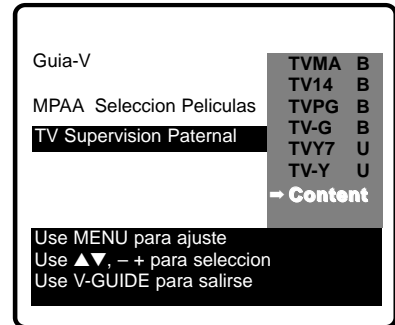 Guia-V
MPAA Seleccion Peliculas
TV Supervision Paternal
TVMA B
TV14 B
TVPG B
TV-G B
TVY7 U
TV-Y U
➡ Content
Use MENU para ajuste
Use ▲▼, – + para seleccion
Use V-GUIDE para salirse